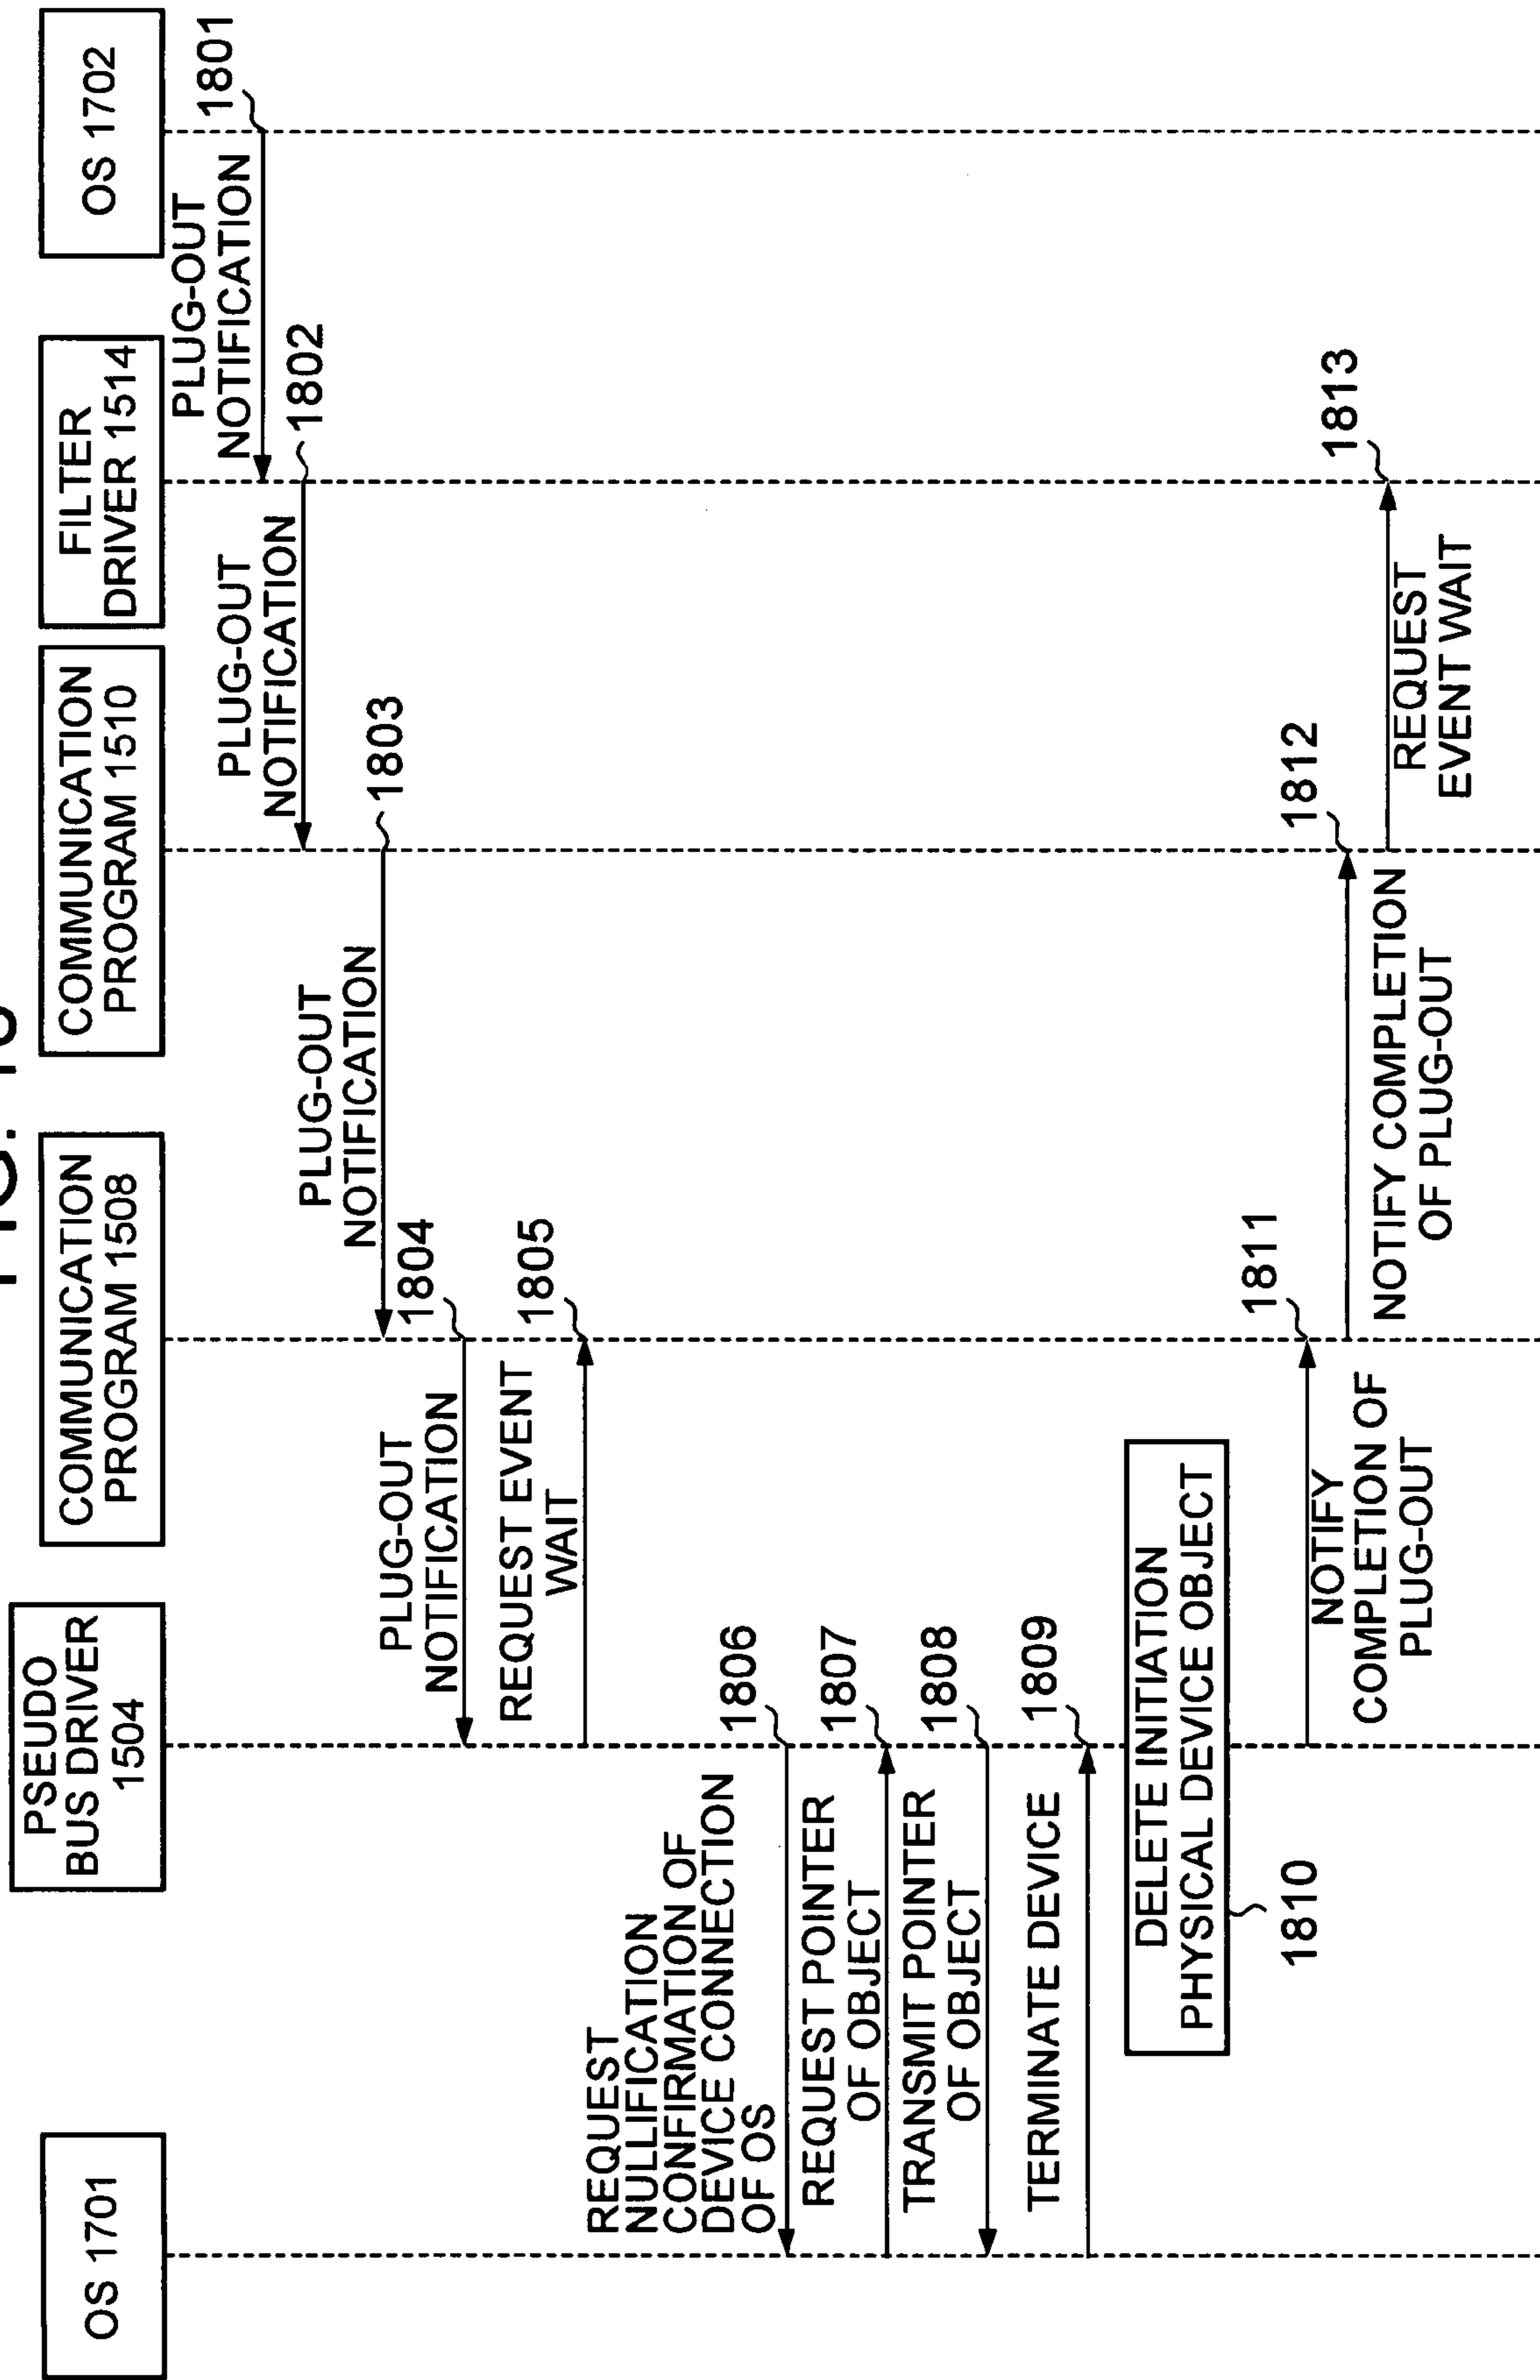 OS 1701
PSEUDO
BUS DRIVER
1504
COMMUNICATION
PROGRAM 1508
COMMUNICATION
PROGRAM 1510
FILTER
DRIVER 1514
OS 1702
1801
PLUG-OUT
NOTIFICATION
1802
PLUG-OUT
NOTIFICATION
1803
PLUG-OUT
NOTIFICATION
1804
PLUG-OUT
NOTIFICATION
1805
REQUEST EVENT
WAIT
REQUEST
NULLIFICATION
CONFIRMATION OF
DEVICE CONNECTION
OF OS
1806
REQUEST POINTER
OF OBJECT
1807
TRANSMIT POINTER
OF OBJECT
1808
TERMINATE DEVICE
1809
DELETE INITIATION
PHYSICAL DEVICE OBJECT
1810
1811
NOTIFY
COMPLETION OF
PLUG-OUT
1812
NOTIFY COMPLETION
OF PLUG-OUT
1813
REQUEST
EVENT WAIT